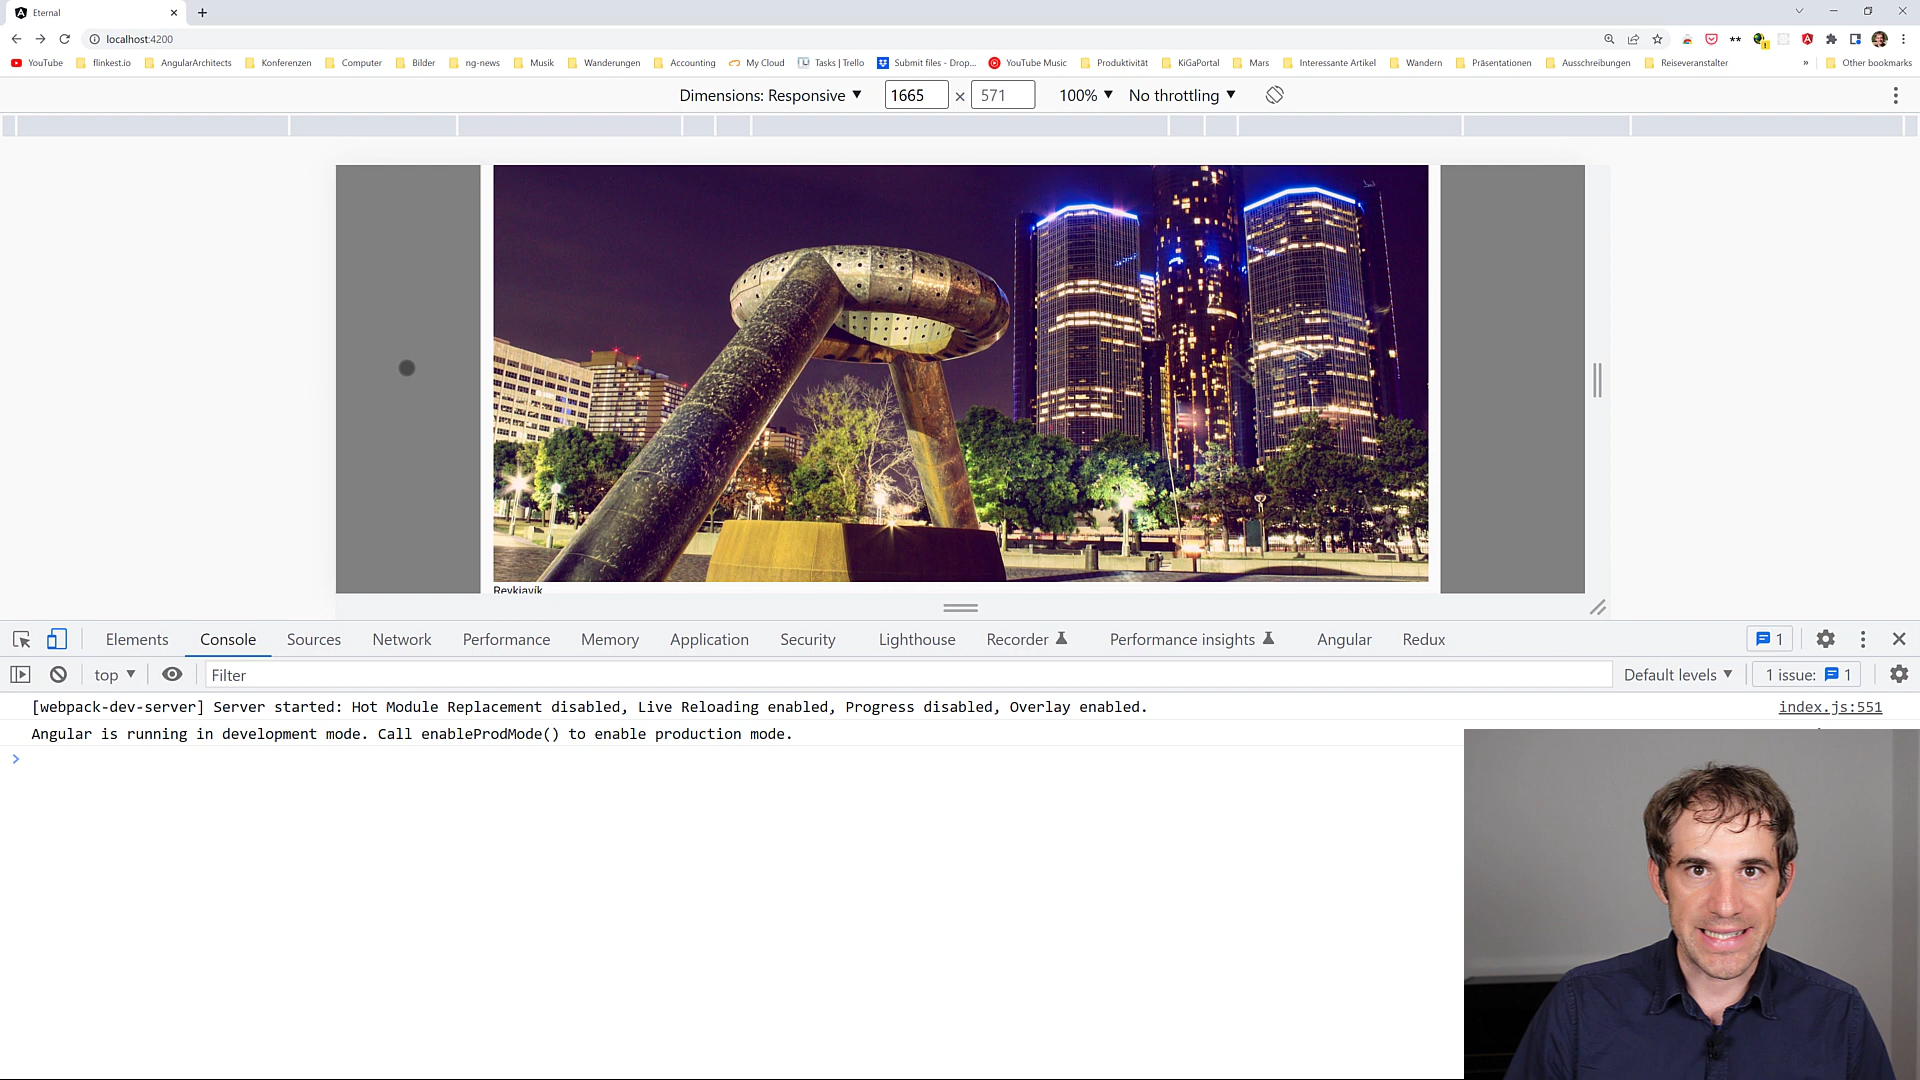 Eternal
localhost:4200
YouTube flinkest.io AngularArchitects Konferenzen Computer Bilder ng-news Musik Wanderungen Accounting My Cloud Tasks | Trello Submit files - Drop... YouTube Music Produktivität KiGaPortal Mars Interessante Artikel Wandern Präsentationen Ausschreibungen Reiseveranstalter » Other bookmarks
Dimensions: Responsive 1665 × 571 100% No throttling
Reykjavík
Elements Console Sources Network Performance Memory Application Security Lighthouse Recorder Performance insights Angular Redux 1
top Filter Default levels 1 issue: 1
[webpack-dev-server] Server started: Hot Module Replacement disabled, Live Reloading enabled, Progress disabled, Overlay enabled. index.js:551
Angular is running in development mode. Call enableProdMode() to enable production mode.